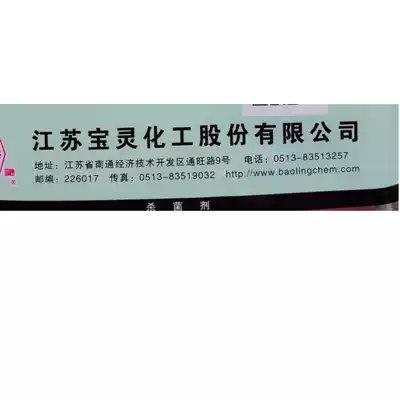 江苏宝灵化工股份有限公司
地址：江苏省南通经济技术开发区通旺路9号 电话：0513-83513257
邮编：226017 传真：0513-83519032 http://www.baolingchem.com
杀菌剂